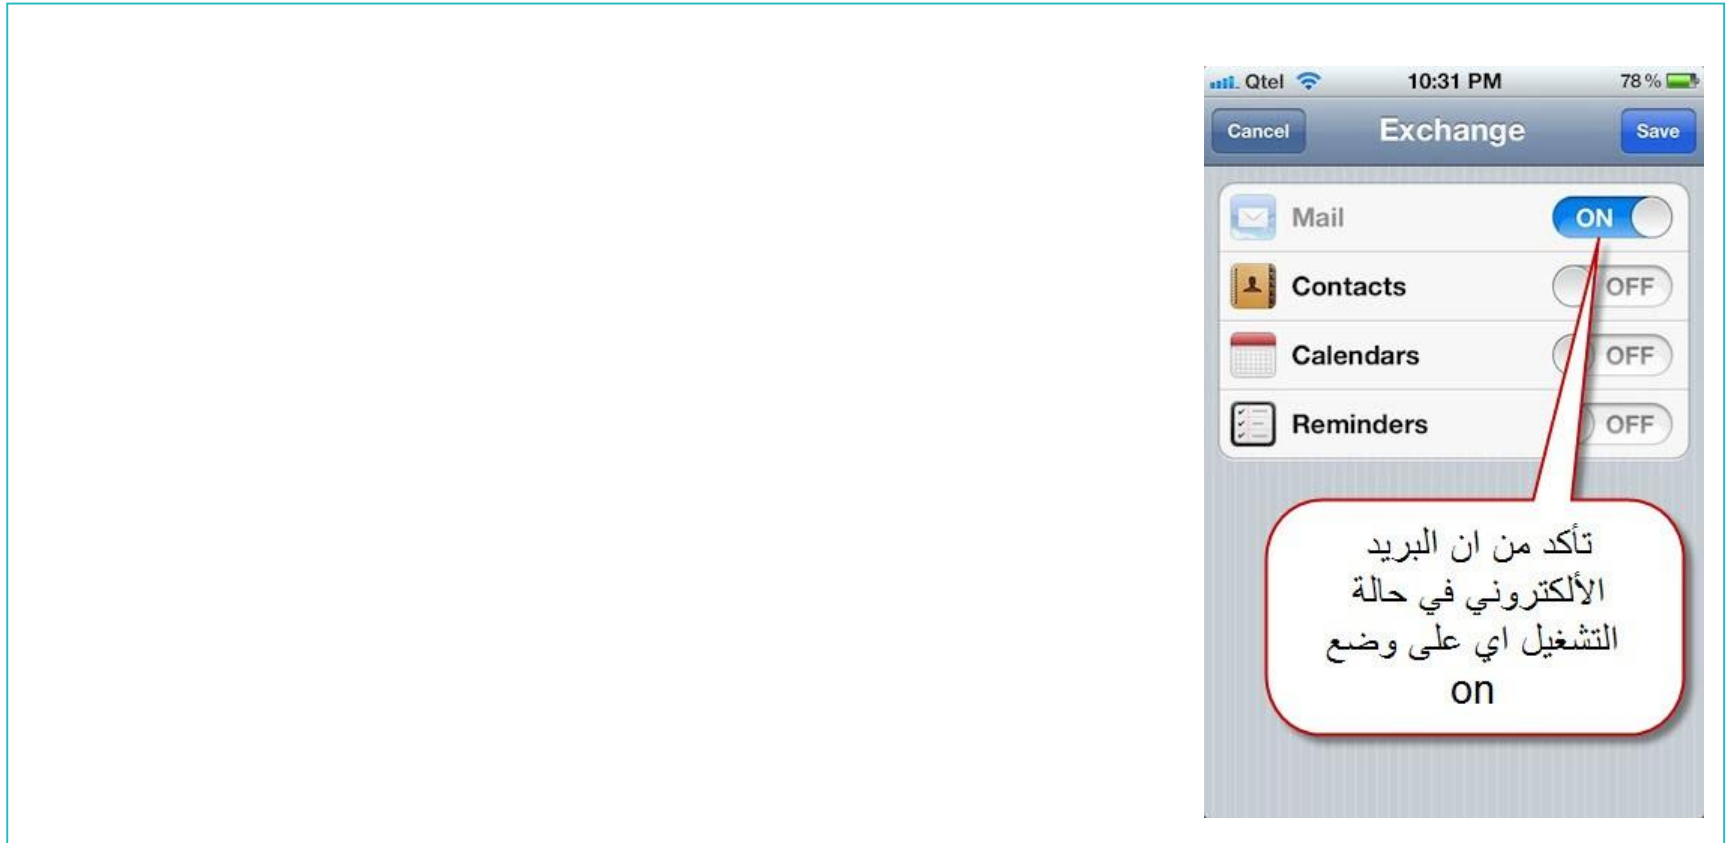 Qtel 10:31 PM 78%
Cancel Exchange Save
Mail ON
Contacts OFF
Calendars OFF
Reminders OFF
تأكد من ان البريد
الألكتروني في حالة
التشغيل اي على وضع
on